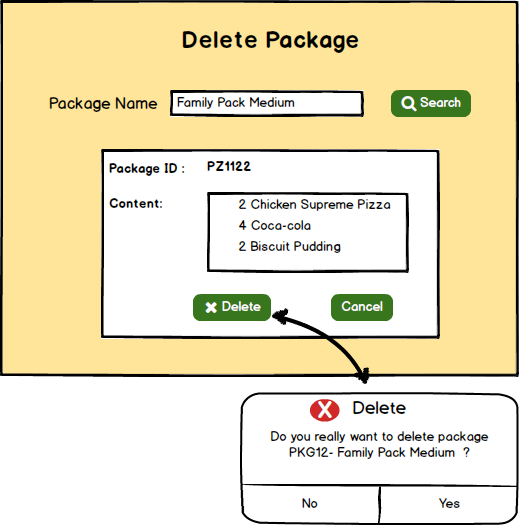 Delete Package
Package Name Family Pack Medium Search
Package ID : PZ1122
Content: 2 Chicken Supreme Pizza
4 Coca-cola
2 Biscuit Pudding
Delete Cancel
X Delete
Do you really want to delete package
PKG12- Family Pack Medium ?
No Yes